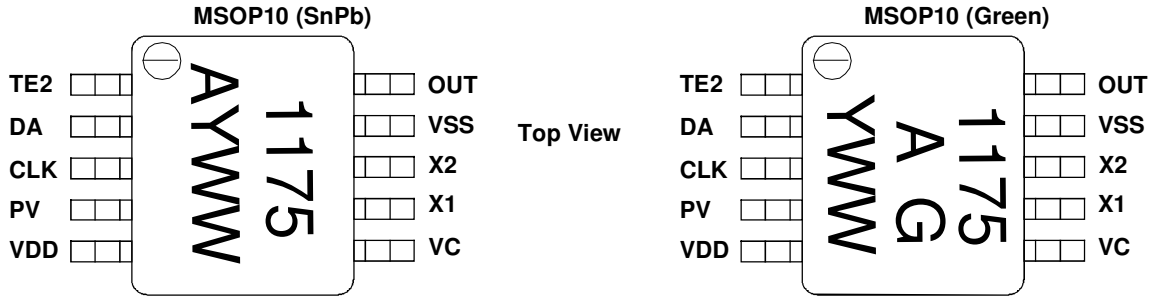 MSOP10 (SnPb)
TE2
DA
CLK
PV
VDD
1175
AYWW
OUT
VSS
X2
X1
VC
Top View
MSOP10 (Green)
TE2
DA
CLK
PV
VDD
1175
A G
YWW
OUT
VSS
X2
X1
VC